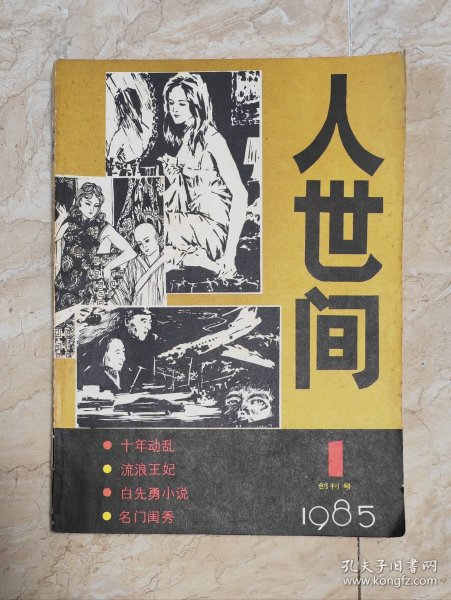 人世间
十年动乱
流浪王妃
白先勇小说
名门闺秀
1
创刊号
1985
孔夫子旧书网
www.kongfz.com